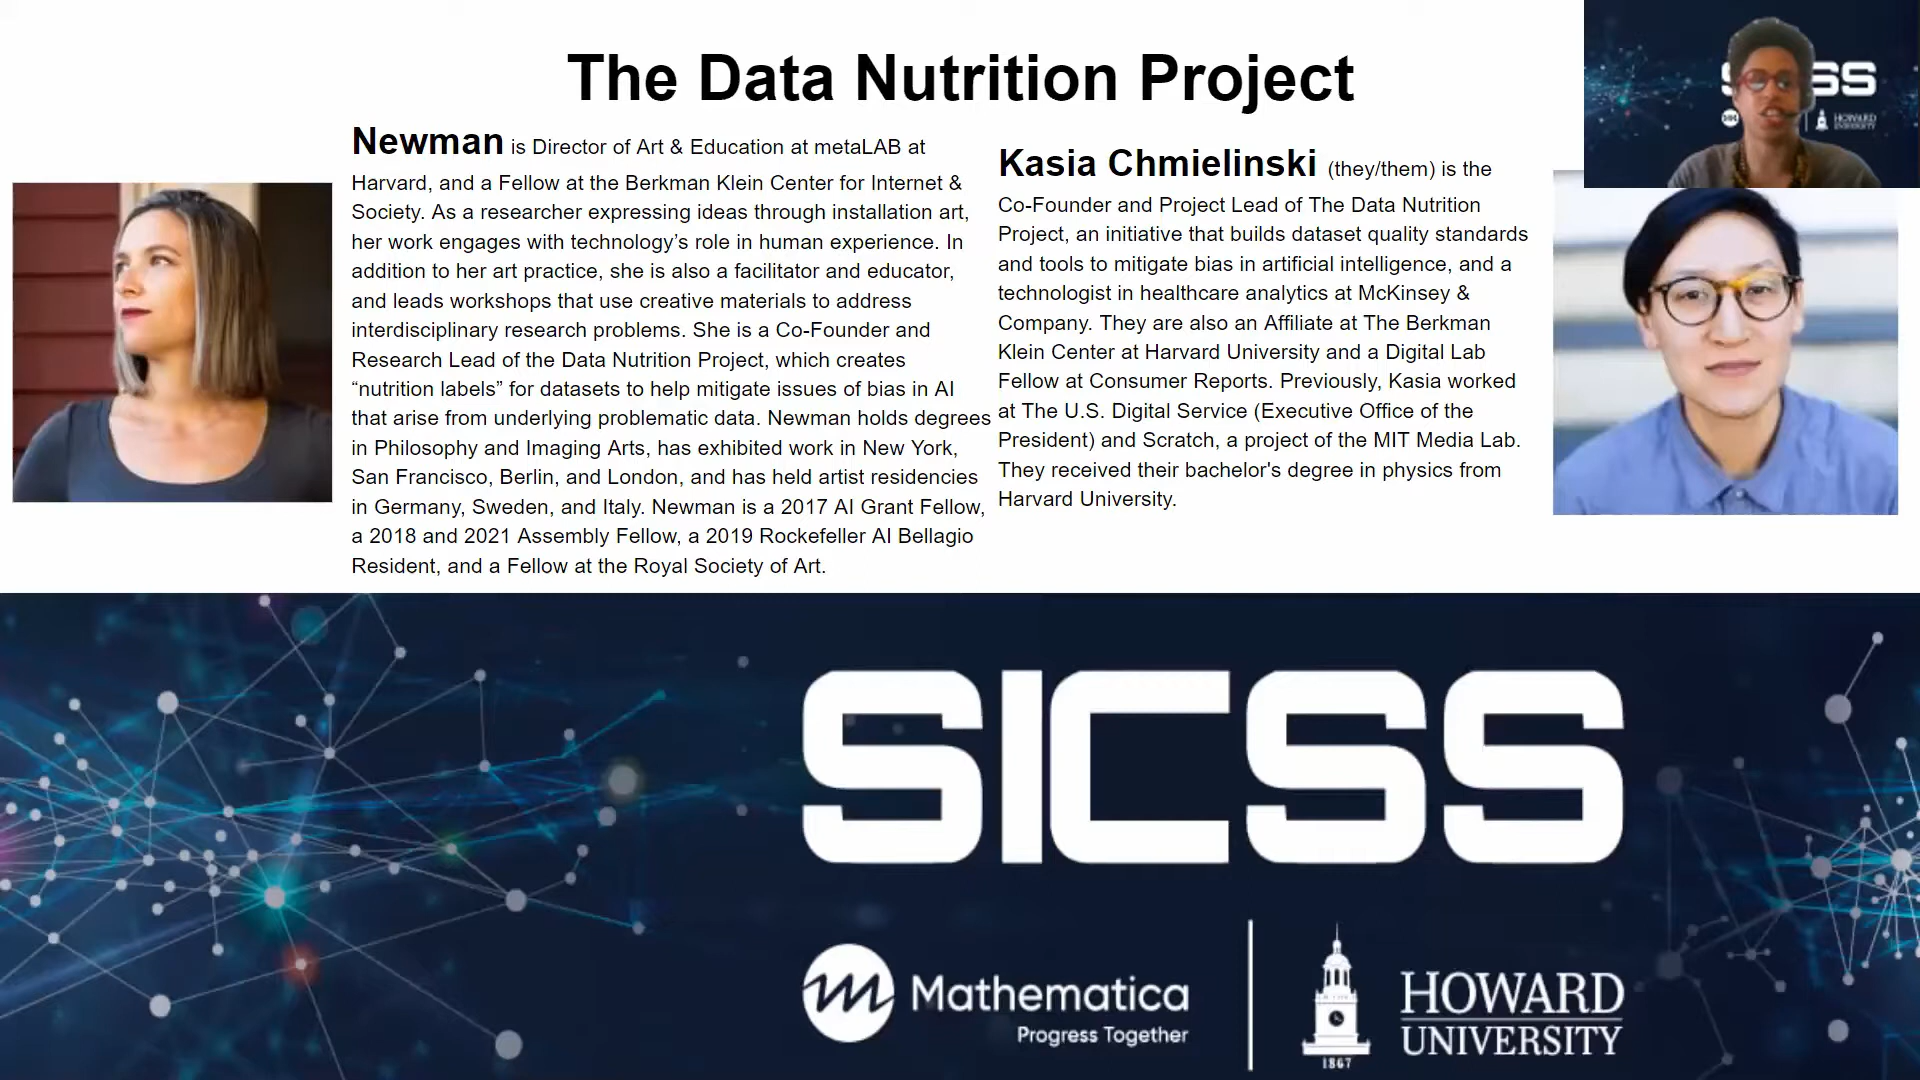 The Data Nutrition Project
Newman is Director of Art & Education at metaLAB at
Harvard, and a Fellow at the Berkman Klein Center for Internet &
Society. As a researcher expressing ideas through installation art,
her work engages with technology’s role in human experience. In
addition to her art practice, she is also a facilitator and educator,
and leads workshops that use creative materials to address
interdisciplinary research problems. She is a Co-Founder and
Research Lead of the Data Nutrition Project, which creates
“nutrition labels” for datasets to help mitigate issues of bias in AI
that arise from underlying problematic data. Newman holds degrees
in Philosophy and Imaging Arts, has exhibited work in New York,
San Francisco, Berlin, and London, and has held artist residencies
in Germany, Sweden, and Italy. Newman is a 2017 AI Grant Fellow,
a 2018 and 2021 Assembly Fellow, a 2019 Rockefeller AI Bellagio
Resident, and a Fellow at the Royal Society of Art.
Kasia Chmielinski (they/them) is the
Co-Founder and Project Lead of The Data Nutrition
Project, an initiative that builds dataset quality standards
and tools to mitigate bias in artificial intelligence, and a
technologist in healthcare analytics at McKinsey &
Company. They are also an Affiliate at The Berkman
Klein Center at Harvard University and a Digital Lab
Fellow at Consumer Reports. Previously, Kasia worked
at The U.S. Digital Service (Executive Office of the
President) and Scratch, a project of the MIT Media Lab.
They received their bachelor's degree in physics from
Harvard University.
S SS
HOWARD
UNIVERSITY
SICSS
Mathematica
Progress Together
1867
HOWARD
UNIVERSITY